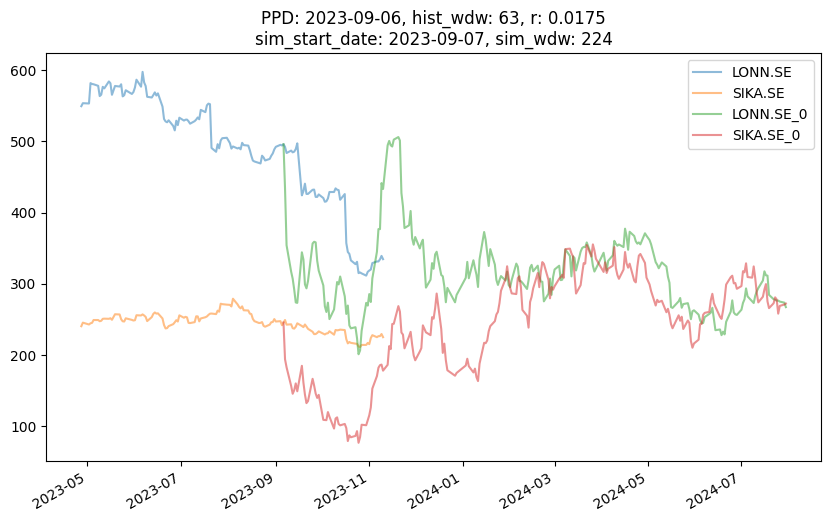 PPD: 2023-09-06, hist_wdw: 63, r: 0.0175
sim_start_date: 2023-09-07, sim_wdw: 224
LONN.SE
SIKA.SE
LONN.SE_0
SIKA.SE_0
600
500
400
300
200
100
2023-05
2023-07
2023-09
2023-11
2024-01
2024-03
2024-05
2024-07